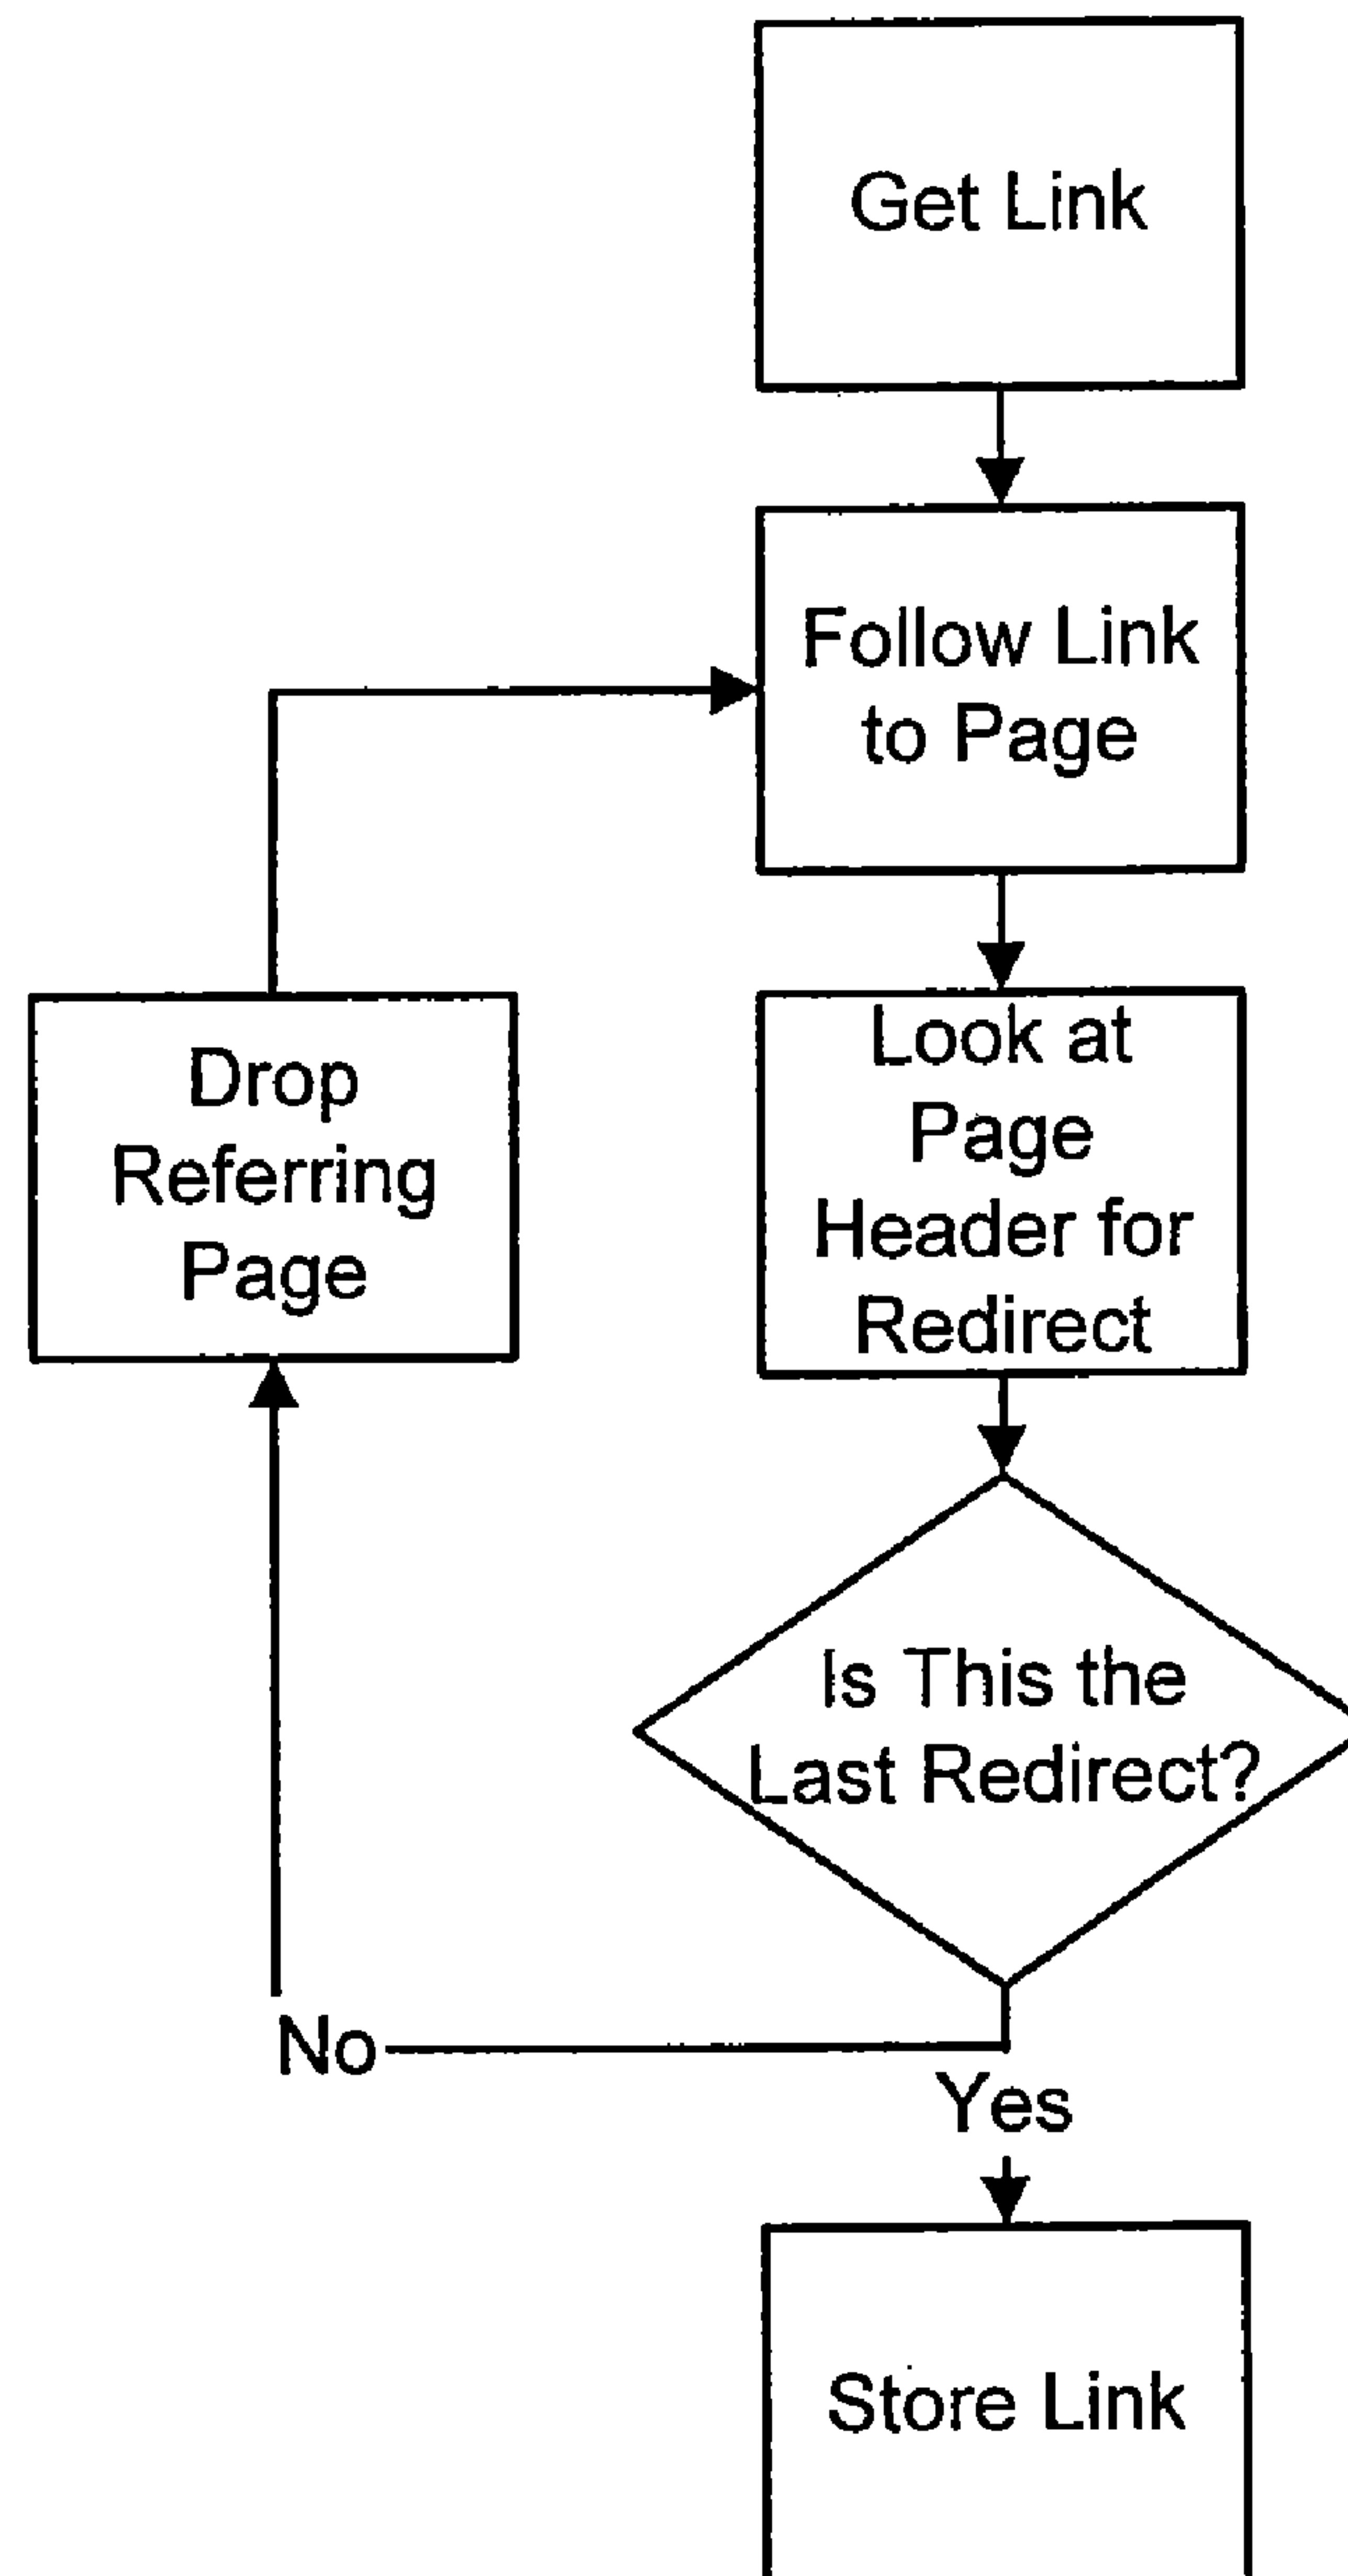 Get Link
Follow Link
to Page
Look at
Page
Header for
Redirect
Drop
Referring
Page
Is This the
Last Redirect?
No
Yes
Store Link